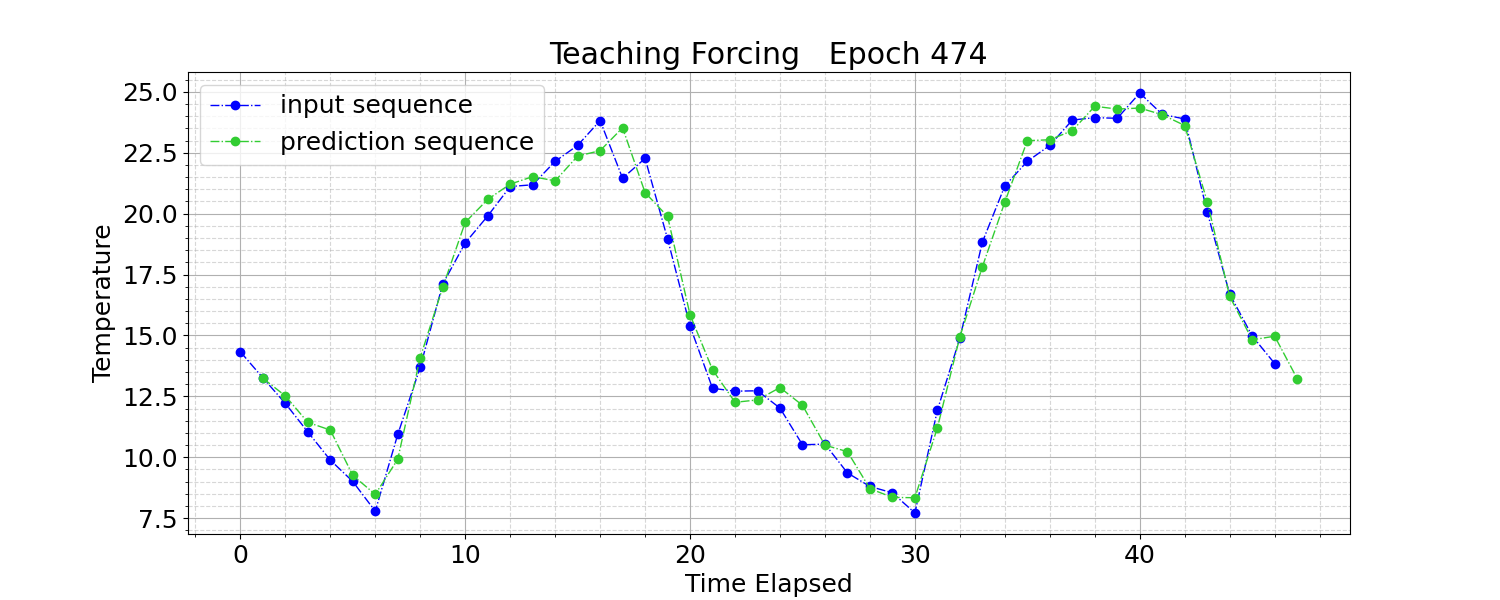 Teaching Forcing   Epoch 474
input sequence
prediction sequence
Temperature
25.0
22.5
20.0
17.5
15.0
12.5
10.0
7.5
0 10 20 30 40
Time Elapsed